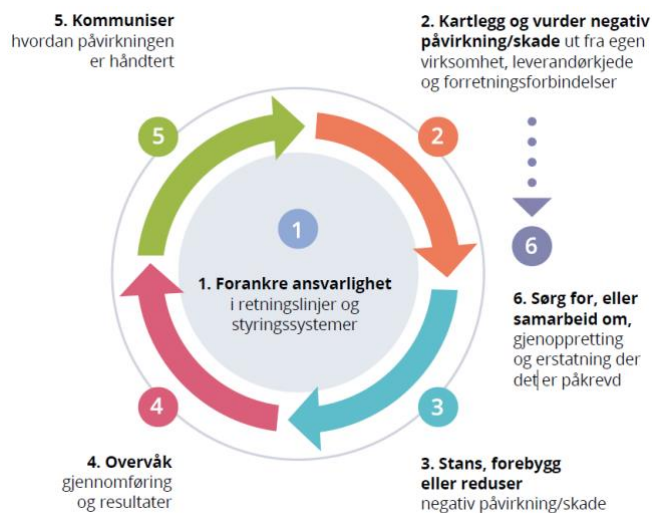 5. Kommuniser
hvordan påvirkningen
er håndtert
2. Kartlegg og vurder negativ
påvirkning/skade ut fra egen
virksomhet, leverandørkjede
og forretningsforbindelser
5
2
1
6
1. Forankre ansvarlighet
i retningslinjer og
styringssystemer
6. Sørg for, eller
samarbeid om,
gjenoppretting
og erstatning der
det er påkrevd
4
3
4. Overvåk
gjennomføring
og resultater
3. Stans, forebygg
eller reduser
negativ påvirkning/skade